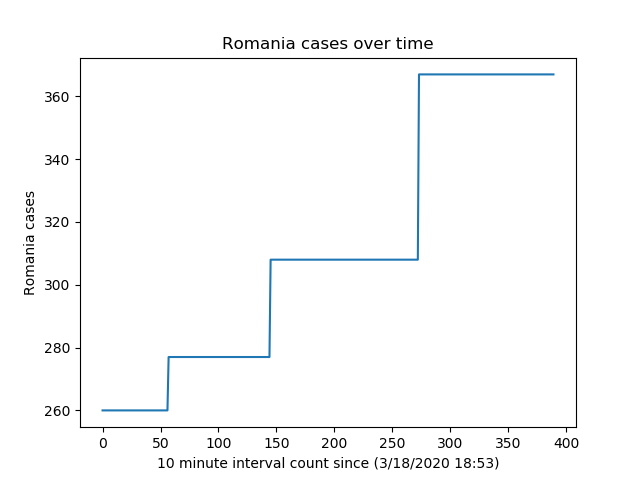 Romania cases over time
360
340
320
300
280
260
Romania cases
0 50 100 150 200 250 300 350 400
10 minute interval count since (3/18/2020 18:53)